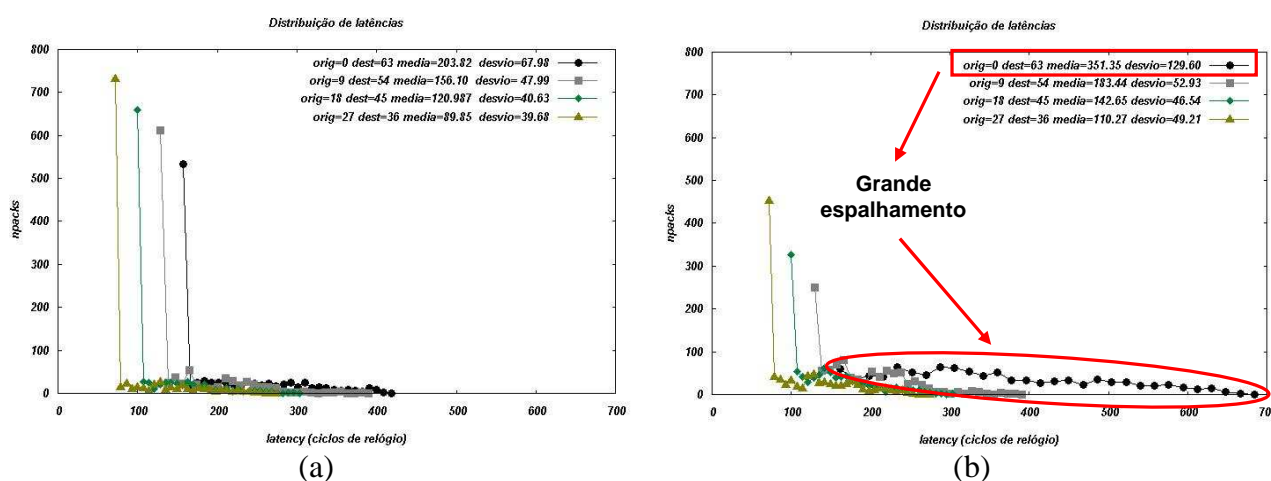 Distribuição de latências
800
700
600
500
400
300
200
100
0
npacks
orig=0 dest=63 media=203.82 desvio=67.98
orig=9 dest=54 media=156.10 desvio= 47.99
orig=18 dest=45 media=120.987 desvio=40.63
orig=27 dest=36 media=89.85 desvio=39.68
0 100 200 300 400 500 600 700
latency (ciclos de relógio)
(a)
Distribuição de latências
800
700
600
500
400
300
200
100
0
npacks
orig=0 dest=63 media=351.35 desvio=129.60
orig=9 dest=54 media=183.44 desvio=52.93
orig=18 dest=45 media=142.65 desvio=46.54
orig=27 dest=36 media=110.27 desvio=49.21
Grande
espalhamento
0 100 200 300 400 500 600 700
latency (ciclos de relógio)
(b)